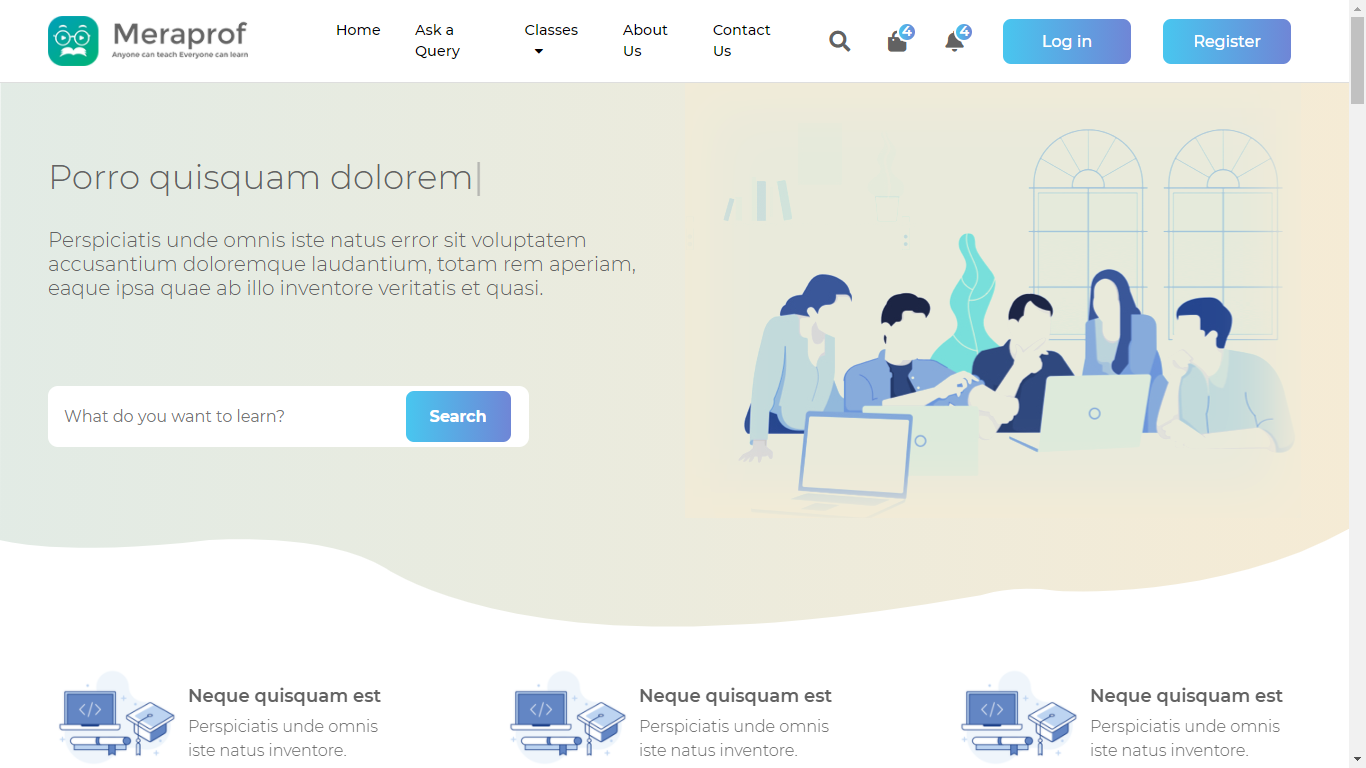 Meraprof
Anyone can teach Everyone can learn
Home
Ask a
Query
Classes
About
Us
Contact
Us
4
4
Log in
Register
Porro quisquam dolorem|
Perspiciatis unde omnis iste natus error sit voluptatem
accusantium doloremque laudantium, totam rem aperiam,
eaque ipsa quae ab illo inventore veritatis et quasi.
What do you want to learn?
Search
</>
Neque quisquam est
Perspiciatis unde omnis
iste natus inventore.
</>
Neque quisquam est
Perspiciatis unde omnis
iste natus inventore.
</>
Neque quisquam est
Perspiciatis unde omnis
iste natus inventore.